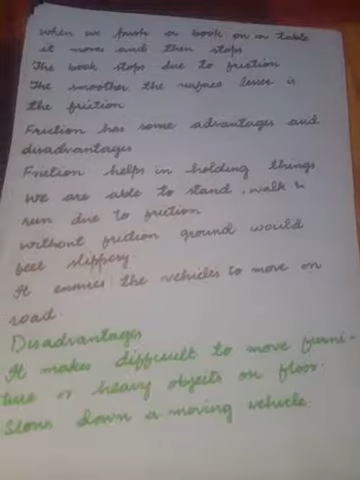 when we push a book on a table
it moves and then stops
The book stops due to friction
The smoother the surface lesser is
the friction
Friction has some advantages and
disadvantages
Friction helps in holding things
We are able to stand, walk &
run due to friction
without friction ground would
feel slippery.
It ensures the vehicles to move on
road.
Disadvantages
It makes difficult to move furni-
ture or heavy objects on floor.
Slows down a moving vehicle